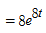 = 8e^{8t}